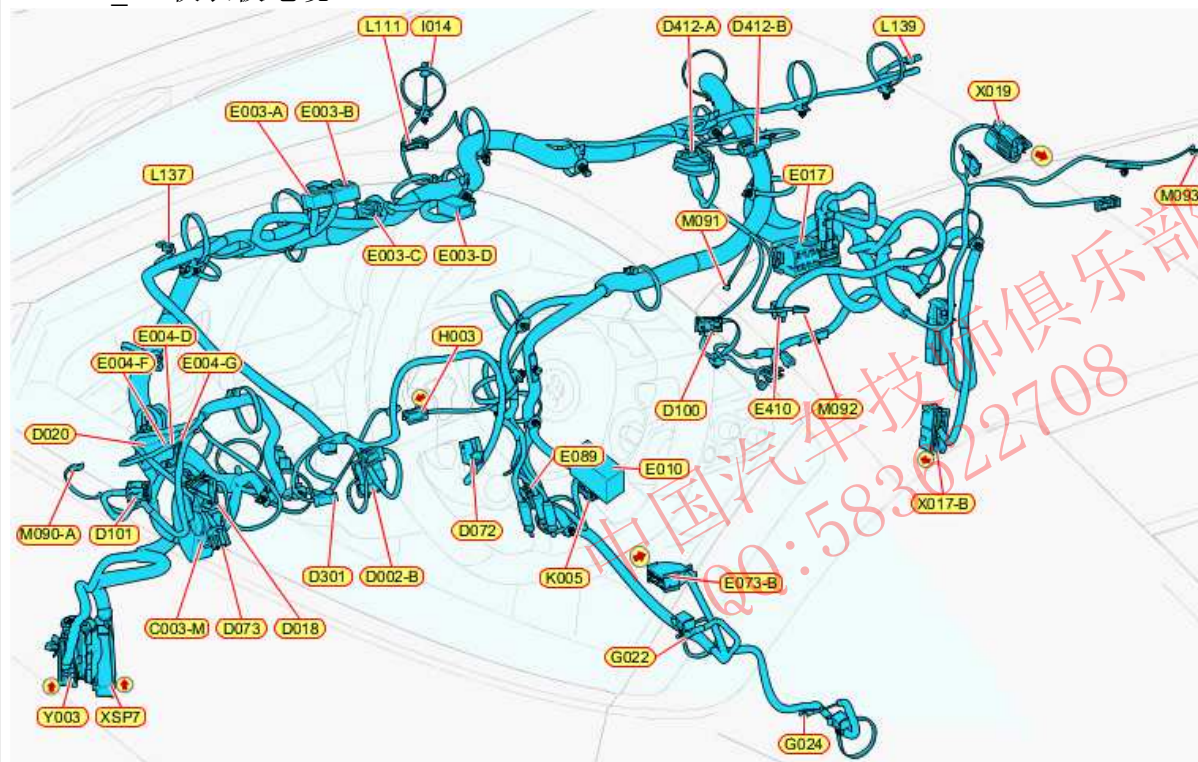 L111
I014
D412-A
D412-B
L139
X019
E003-A
E003-B
E017
L137
M093
M091
E003-C
E003-D
E004-D
E004-F
E004-G
H003
D100
E410
M092
D020
E089
E010
X017-B
M090-A
D101
D072
D301
D002-B
K005
E073-B
C003-M
D073
D018
G022
Y003
XSP7
G024
中国汽车技师俱乐部
QQ:583622708